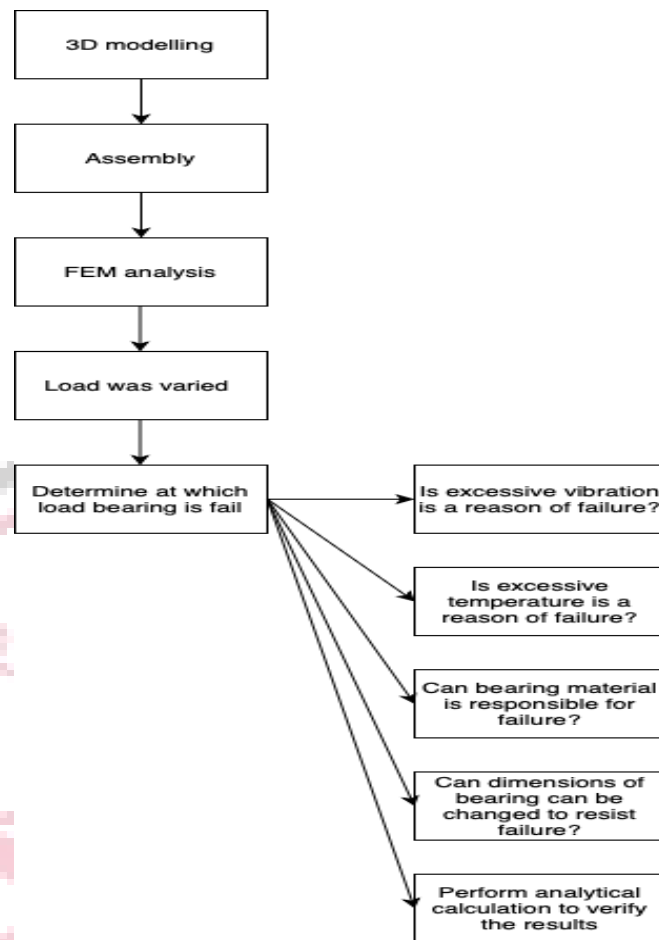 3D modelling
Assembly
FEM analysis
Load was varied
Determine at which
load bearing is fail
Is excessive vibration
is a reason of failure?
Is excessive
temperature is a
reason of failure?
Can bearing material
is responsible for
failure?
Can dimensions of
bearing can be
changed to resist
failure?
Perform analytical
calculation to verify
the results